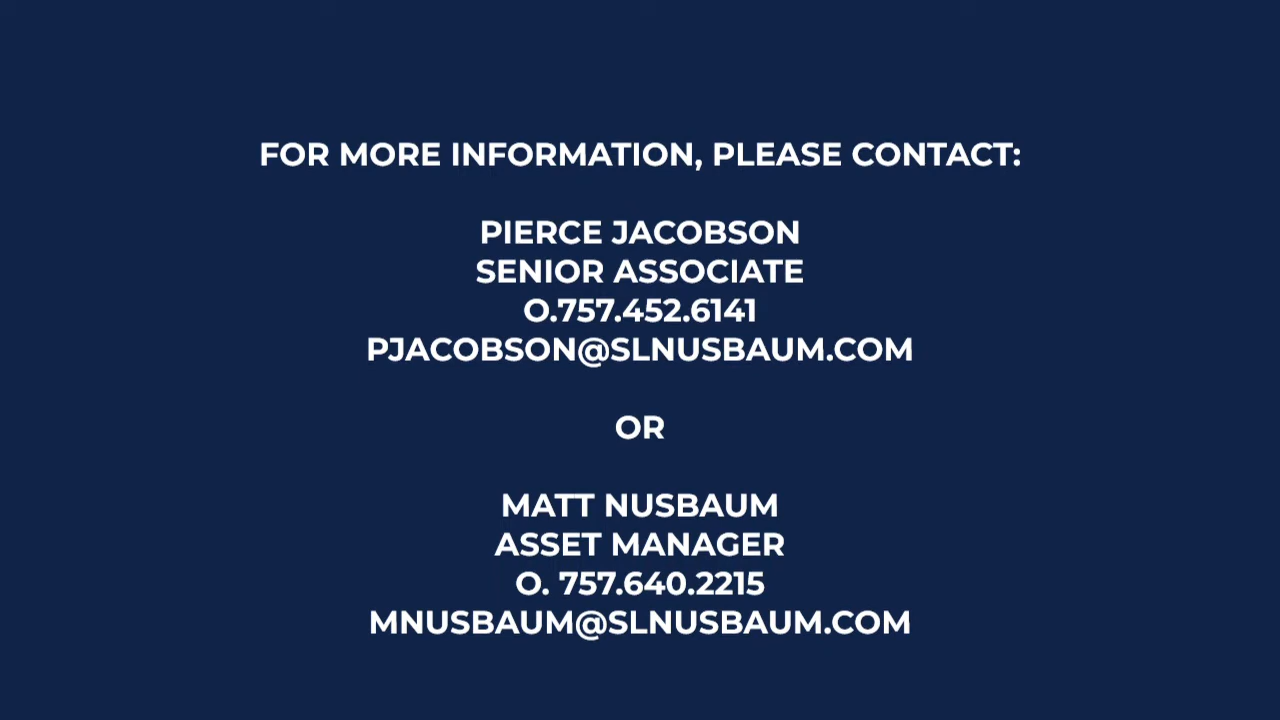 FOR MORE INFORMATION, PLEASE CONTACT:
PIERCE JACOBSON
SENIOR ASSOCIATE
O.757.452.6141
PJACOBSON@SLNUSBAUM.COM
OR
MATT NUSBAUM
ASSET MANAGER
O. 757.640.2215
MNUSBAUM@SLNUSBAUM.COM